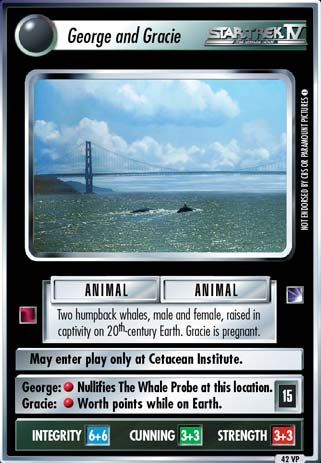 George and Gracie
STAR TREK IV
THE VOYAGE HOME
NOT ENDORSED BY CBS OR PARAMOUNT PICTURES
ANIMAL ANIMAL
Two humpback whales, male and female, raised
in captivity on 20th-century Earth. Gracie is pregnant.
May enter play only at Cetacean Institute.
George: Nullifies The Whale Probe at this location.
Gracie: Worth points while on Earth.
15
INTEGRITY 6+6 CUNNING 3+3 STRENGTH 3+3
42 VP